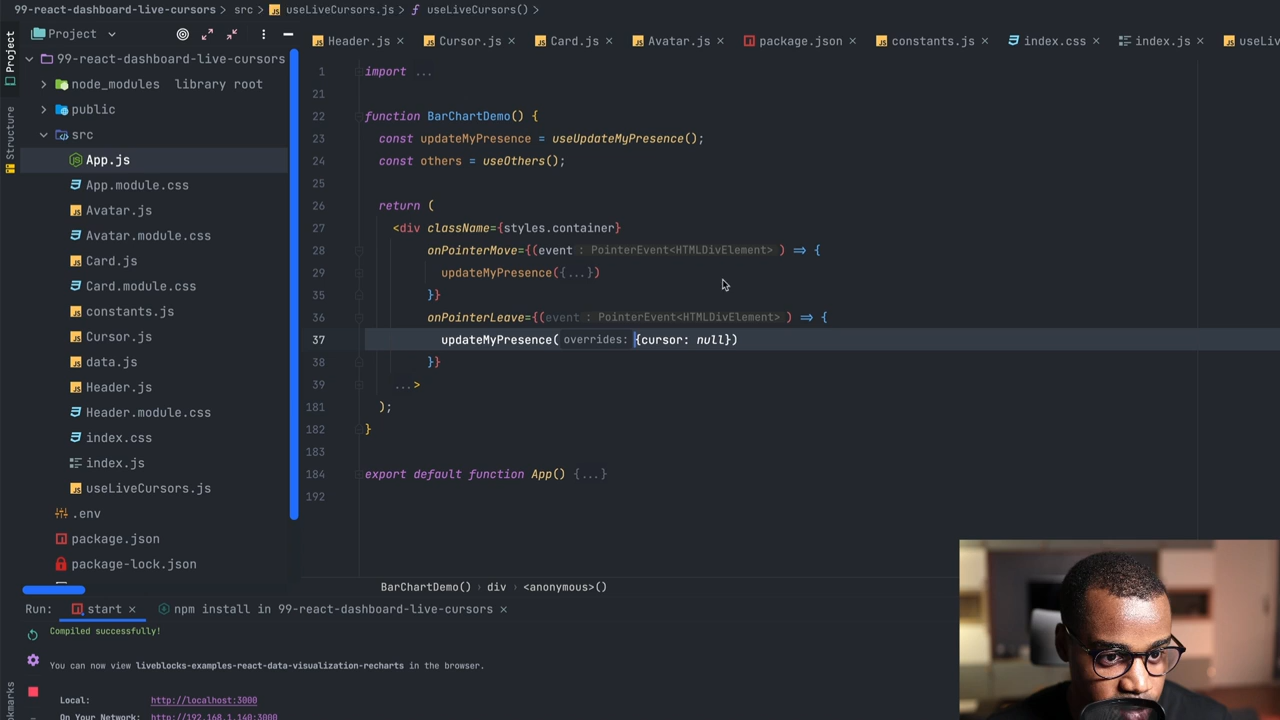 99-react-dashboard-live-cursors > src > useLiveCursors.js > useLiveCursors() >
Project
Structure
Project
99-react-dashboard-live-cursors
node_modules library root
public
src
App.js
App.module.css
Avatar.js
Avatar.module.css
Card.js
Card.module.css
constants.js
Cursor.js
data.js
Header.js
Header.module.css
index.css
index.js
useLiveCursors.js
.env
package.json
package-lock.json
Header.js × Cursor.js × Card.js × Avatar.js × package.json × constants.js × index.css × index.js × useLiv
1 import ...
21
22 function BarChartDemo() {
23 const updateMyPresence = useUpdateMyPresence();
24 const others = useOthers();
25
26 return (
27 <div className={styles.container}
28 onPointerMove={(event : PointerEvent<HTMLDivElement> ) => {
29 updateMyPresence({...})
35 }}
36 onPointerLeave={(event : PointerEvent<HTMLDivElement> ) => {
37 updateMyPresence( overrides: {cursor: null})
38 }}
39 ...>
181 );
182 }
183
184 export default function App() {...}
192
BarChartDemo() › div › <anonymous>()
Run: start × npm install in 99-react-dashboard-live-cursors ×
Compiled successfully!
You can now view liveblocks-examples-react-data-visualization-recharts in the browser.
Local: http://localhost:3000
On Your Network: http://192.168.1.140:3000
okmarks